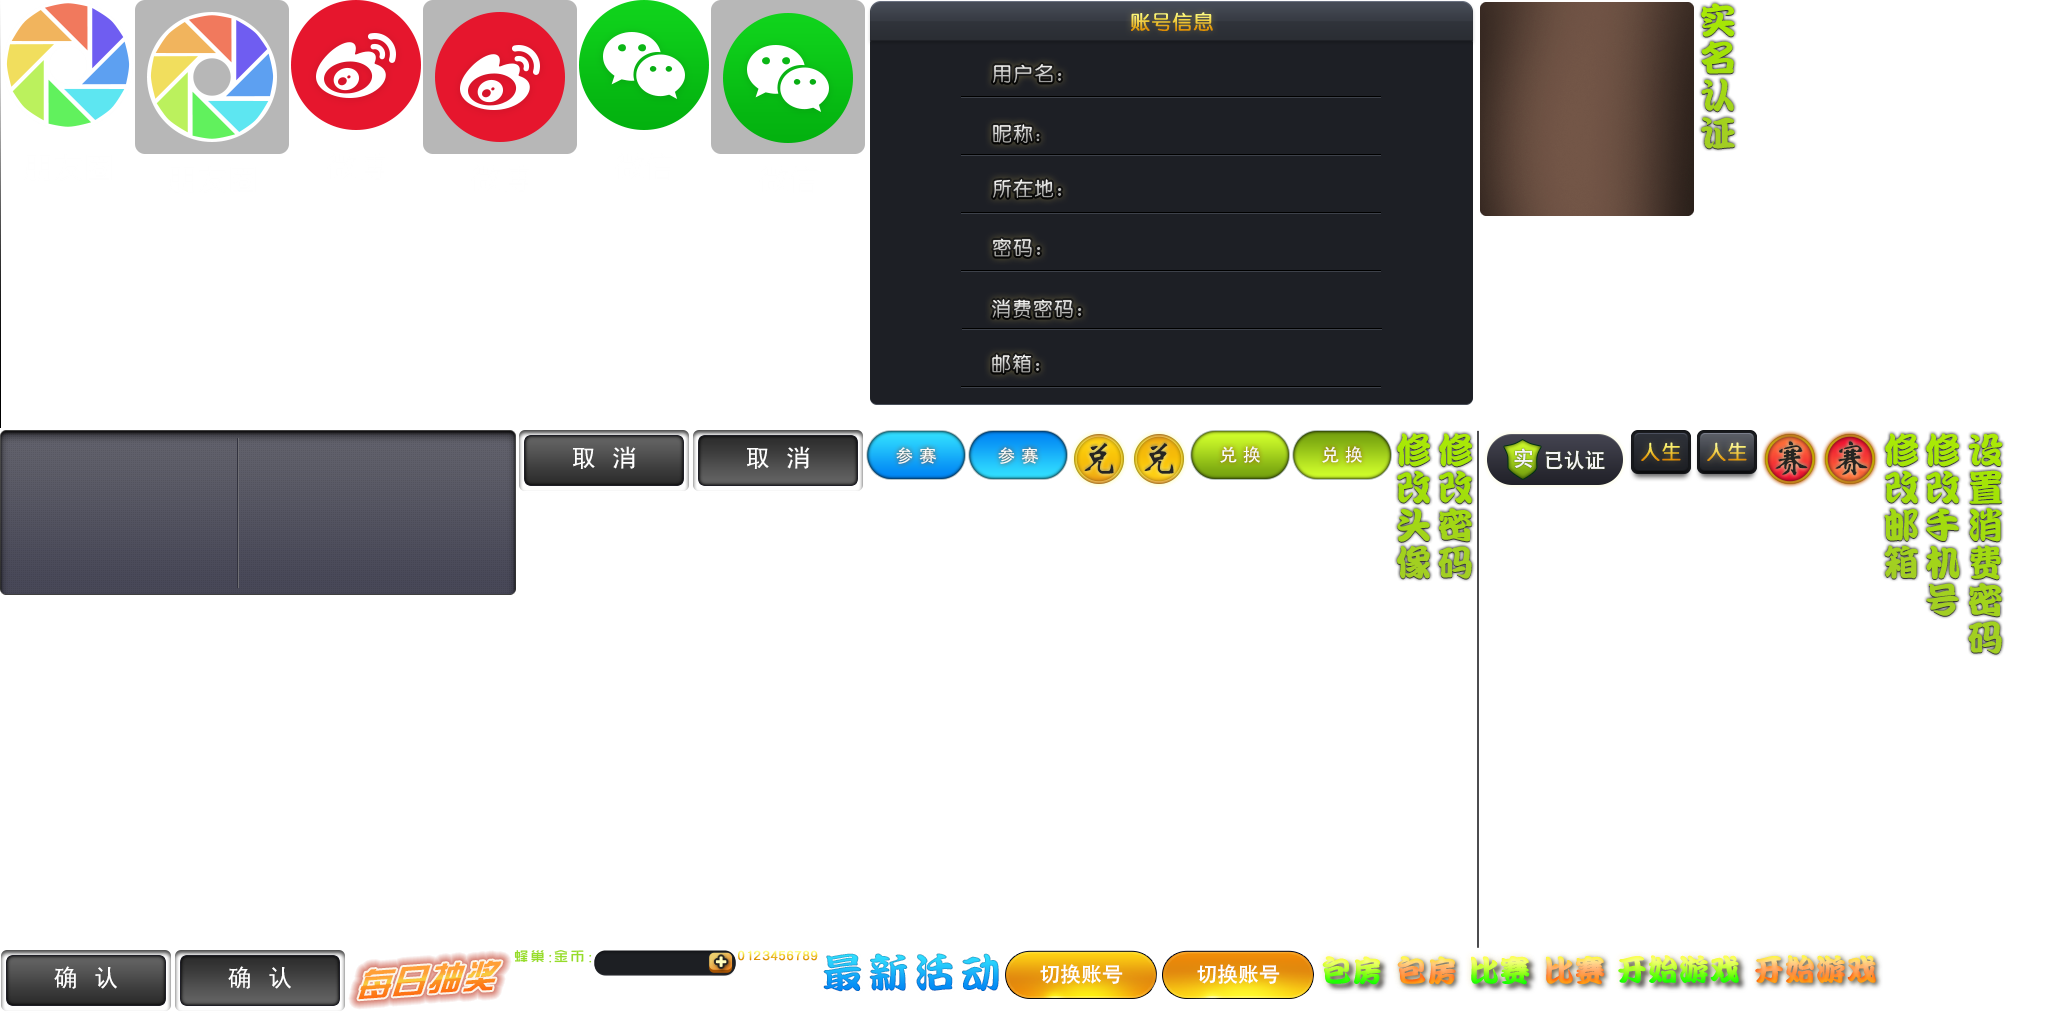 账号信息
用户名：
昵称：
所在地：
密码：
消费密码：
邮箱：
实名认证
取 消
取 消
参 赛
参 赛
兑
兑
兑 换
兑 换
修改头像
修改密码
实 已认证
人生
人生
赛
赛
修改邮箱
修改手机号
设置消费密码
确 认
确 认
每日抽奖
蜂巢:金币:
0123456789
最新活动
切换账号
切换账号
包房
包房
比赛
比赛
开始游戏
开始游戏